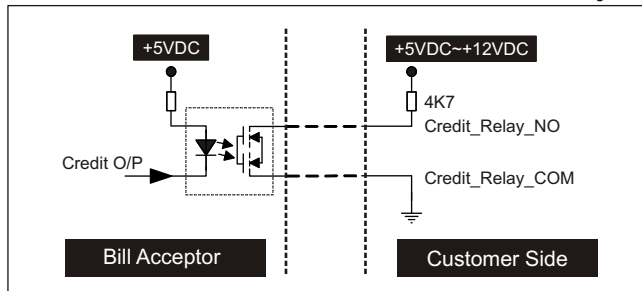 +5VDC
+5VDC~+12VDC
4K7
Credit_Relay_NO
Credit O/P
Credit_Relay_COM
Bill Acceptor
Customer Side